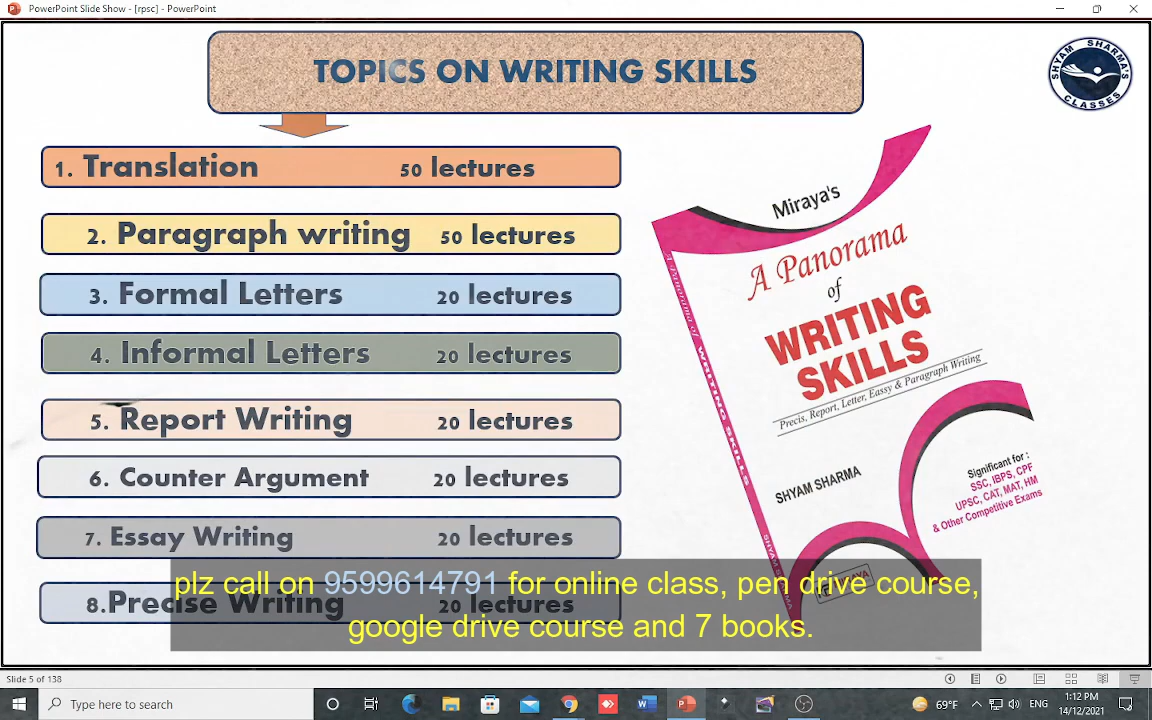 PowerPoint Slide Show - [rpsc] - PowerPoint
TOPICS ON WRITING SKILLS
SHYAM SHARMA'S
CLASSES
1. Translation 50 lectures
2. Paragraph writing 50 lectures
3. Formal Letters 20 lectures
4. Informal Letters 20 lectures
5. Report Writing 20 lectures
6. Counter Argument 20 lectures
7. Essay Writing 20 lectures
8.Precise Writing 20 lectures
Miraya's
A Panorama
of
WRITING
SKILLS
Precis, Report, Letter, Eassy & Paragraph Writing
SHYAM SHARMA
Significant for :
SSC, IBPS, CPF
UPSC, CAT, MAT, HM
& Other Competitive Exams
A Panorama of WRITING SKILLS
plz call on 9599614791 for online class, pen drive course,
google drive course and 7 books.
Slide 5 of 138
Type here to search
69°F
ENG
1:12 PM
14/12/2021